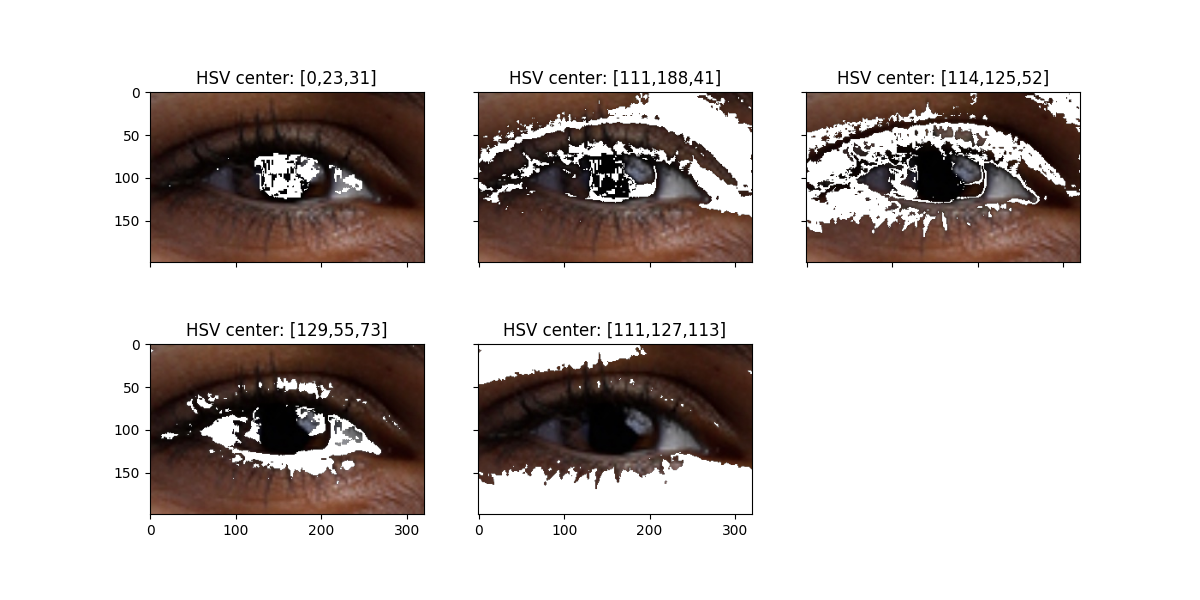 HSV center: [0,23,31]
HSV center: [111,188,41]
HSV center: [114,125,52]
0
50
100
150
HSV center: [129,55,73]
HSV center: [111,127,113]
0
50
100
150
0 100 200 300
0 100 200 300